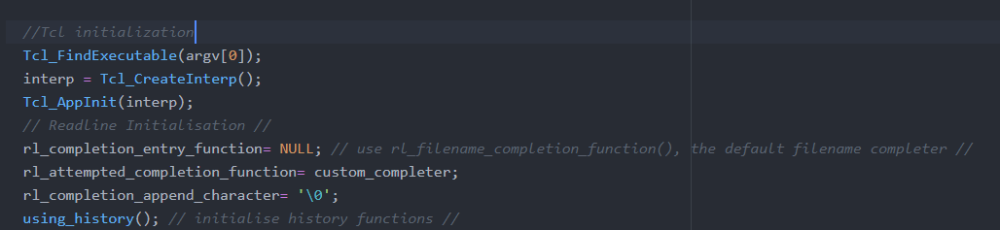 //Tcl initialization
Tcl_FindExecutable(argv[0]);
interp = Tcl_CreateInterp();
Tcl_AppInit(interp);
// Readline Initialisation //
rl_completion_entry_function= NULL; // use rl_filename_completion_function(), the default filename completer //
rl_attempted_completion_function= custom_completer;
rl_completion_append_character= '\0';
using_history(); // initialise history functions //